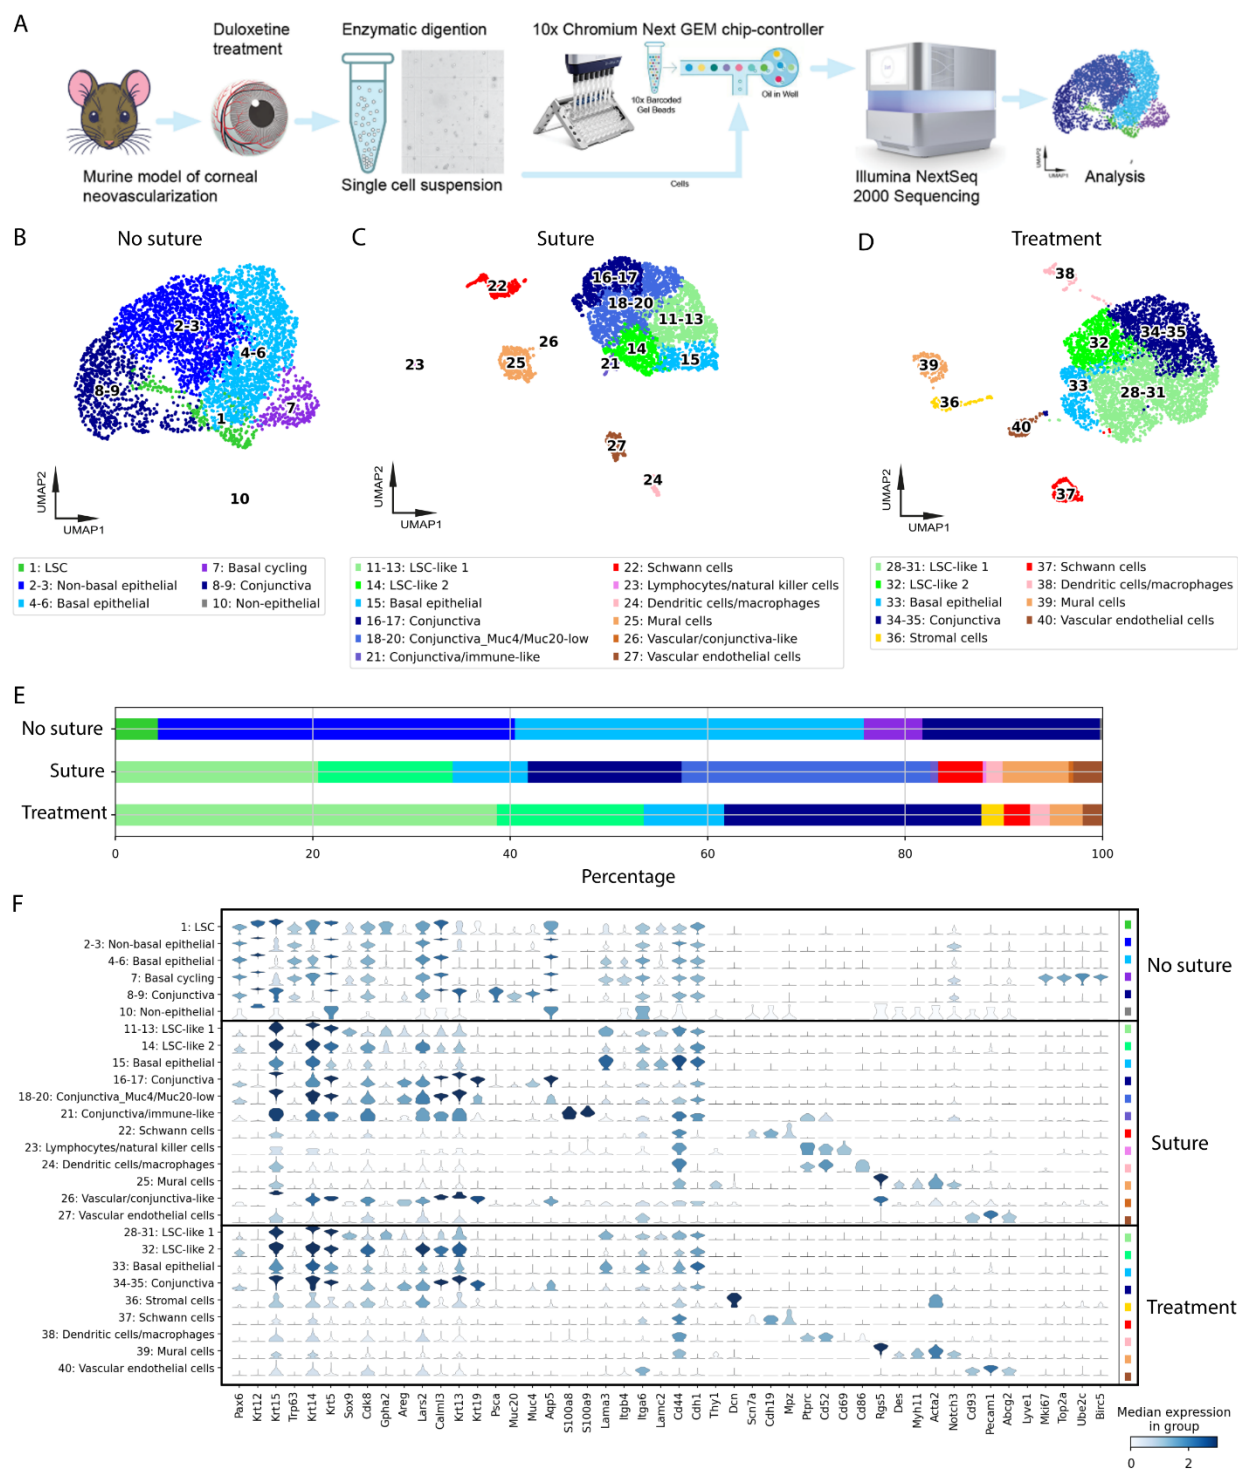 A
Duloxetine
treatment
Enzymatic digention
10x Chromium Next GEM chip-controller
10x Barcoded
Gel Beads
Oil in Well
Murine model of corneal
neovascularization
Single cell suspension
Cells
Illumina NextSeq
2000 Sequencing
UMAP2
UMAP1
Analysis
B
No suture
2-3
4-6
8-9
7
1
10
UMAP2
UMAP1
1: LSC
2-3: Non-basal epithelial
4-6: Basal epithelial
7: Basal cycling
8-9: Conjunctiva
10: Non-epithelial
C
Suture
22
16-17
18-20
11-13
26
14
23
25
21
15
27
24
11-13: LSC-like 1
14: LSC-like 2
15: Basal epithelial
16-17: Conjunctiva
18-20: Conjunctiva_Muc4/Muc20-low
21: Conjunctiva/immune-like
22: Schwann cells
23: Lymphocytes/natural killer cells
24: Dendritic cells/macrophages
25: Mural cells
26: Vascular/conjunctiva-like
27: Vascular endothelial cells
D
Treatment
38
34-35
32
39
33
28-31
36
40
37
UMAP2
UMAP1
28-31: LSC-like 1
32: LSC-like 2
33: Basal epithelial
34-35: Conjunctiva
36: Stromal cells
37: Schwann cells
38: Dendritic cells/macrophages
39: Mural cells
40: Vascular endothelial cells
E
No suture
Suture
Treatment
0 20 40 60 80 100
Percentage
F
1: LSC
2-3: Non-basal epithelial
4-6: Basal epithelial
7: Basal cycling
8-9: Conjunctiva
10: Non-epithelial
No suture
11-13: LSC-like 1
14: LSC-like 2
15: Basal epithelial
16-17: Conjunctiva
18-20: Conjunctiva_Muc4/Muc20-low
21: Conjunctiva/immune-like
22: Schwann cells
23: Lymphocytes/natural killer cells
24: Dendritic cells/macrophages
25: Mural cells
26: Vascular/conjunctiva-like
27: Vascular endothelial cells
Suture
28-31: LSC-like 1
32: LSC-like 2
33: Basal epithelial
34-35: Conjunctiva
36: Stromal cells
37: Schwann cells
38: Dendritic cells/macrophages
39: Mural cells
40: Vascular endothelial cells
Treatment
Pax6 Krt12 Krt15 Trp63 Krt14 Krt5 Sox9 Cdk8 Gpha2 Areg Lars2 Calml3 Krt13 Krt19 Psca Muc20 Muc4 Aqp5 S100a8 S100a9 Lama3 Itgb4 Itga6 Lamc2 Cd44 Cdh1 Thy1 Dcn Scn7a Cdh19 Mpz Ptprc Cd52 Cd69 Cd86 Rgs5 Des Myh11 Acta2 Notch3 Cd93 Pecam1 Abcg2 Lyve1 Mki67 Top2a Ube2c Birc5
Median expression
in group
0 2